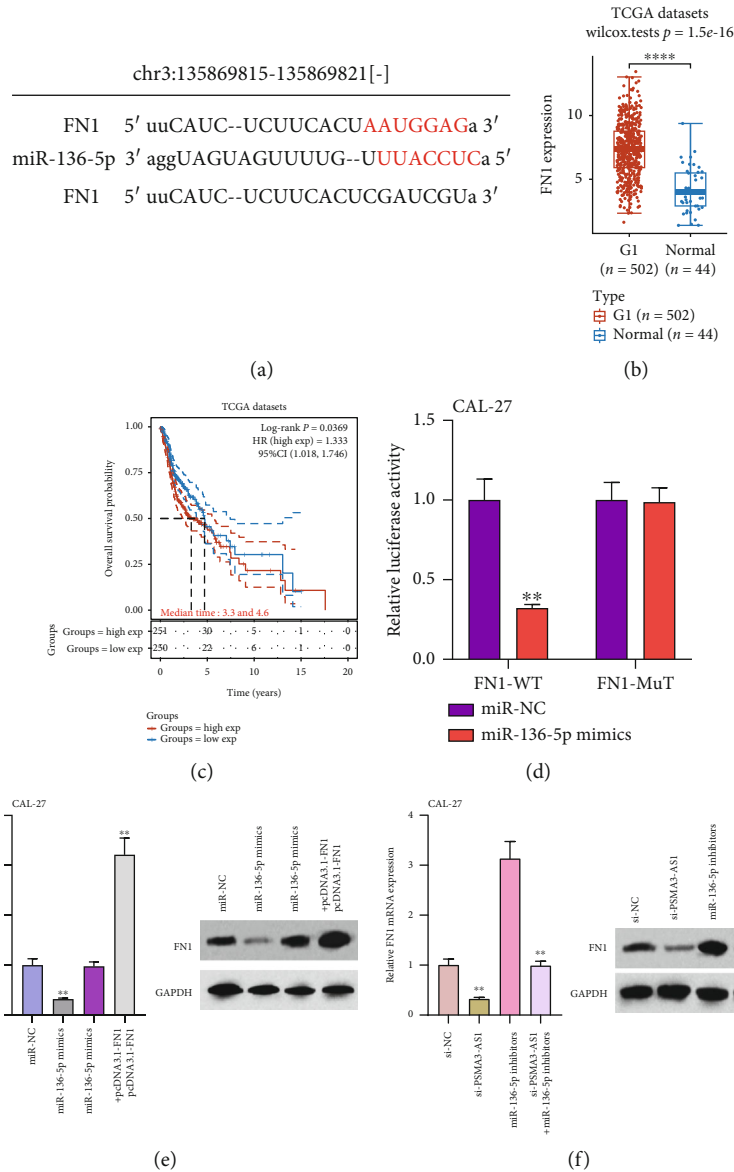 chr3:135869815-135869821[-]
FN1 5′ uuCAUC--UCUUCACUAAUGGAGa 3′
miR-136-5p 3′ aggUAGUAGUUUUG--UUUACCUCa 5′
FN1 5′ uuCAUC--UCUUCACUCGAUCGUa 3′
(a)
TCGA datasets
wilcox.tests p = 1.5e-16
****
FN1 expression
10
5
G1 Normal
(n = 502) (n = 44)
Type
G1 (n = 502)
Normal (n = 44)
(b)
TCGA datasets
Log-rank P = 0.0369
HR (high exp) = 1.333
95%CI (1.018, 1.746)
Overall survival probability
1.00
0.75
0.50
0.25
0.00
Median time : 3.3 and 4.6
Groups
Groups = high exp 251 30 5 1 0
Groups = low exp 250 22 6 1 0
0 5 10 15 20
Time (years)
Groups
Groups = high exp
Groups = low exp
(c)
CAL-27
Relative luciferase activity
1.5
1.0
0.5
0.0
**
FN1-WT FN1-MuT
miR-NC
miR-136-5p mimics
(d)
CAL-27
**
**
miR-NC
miR-136-5p mimics
miR-136-5p mimics
+pcDNA3.1-FN1
pcDNA3.1-FN1
miR-NC
miR-136-5p mimics
miR-136-5p mimics
+pcDNA3.1-FN1
pcDNA3.1-FN1
FN1
GAPDH
(e)
CAL-27
Relative FN1 mRNA expression
4
3
2
1
0
**
**
si-NC
si-PSMA3-AS1
miR-136-5p inhibitors
si-PSMA3-AS1
+miR-136-5p inhibitors
si-NC
si-PSMA3-AS1
miR-136-5p inhibitors
FN1
GAPDH
(f)